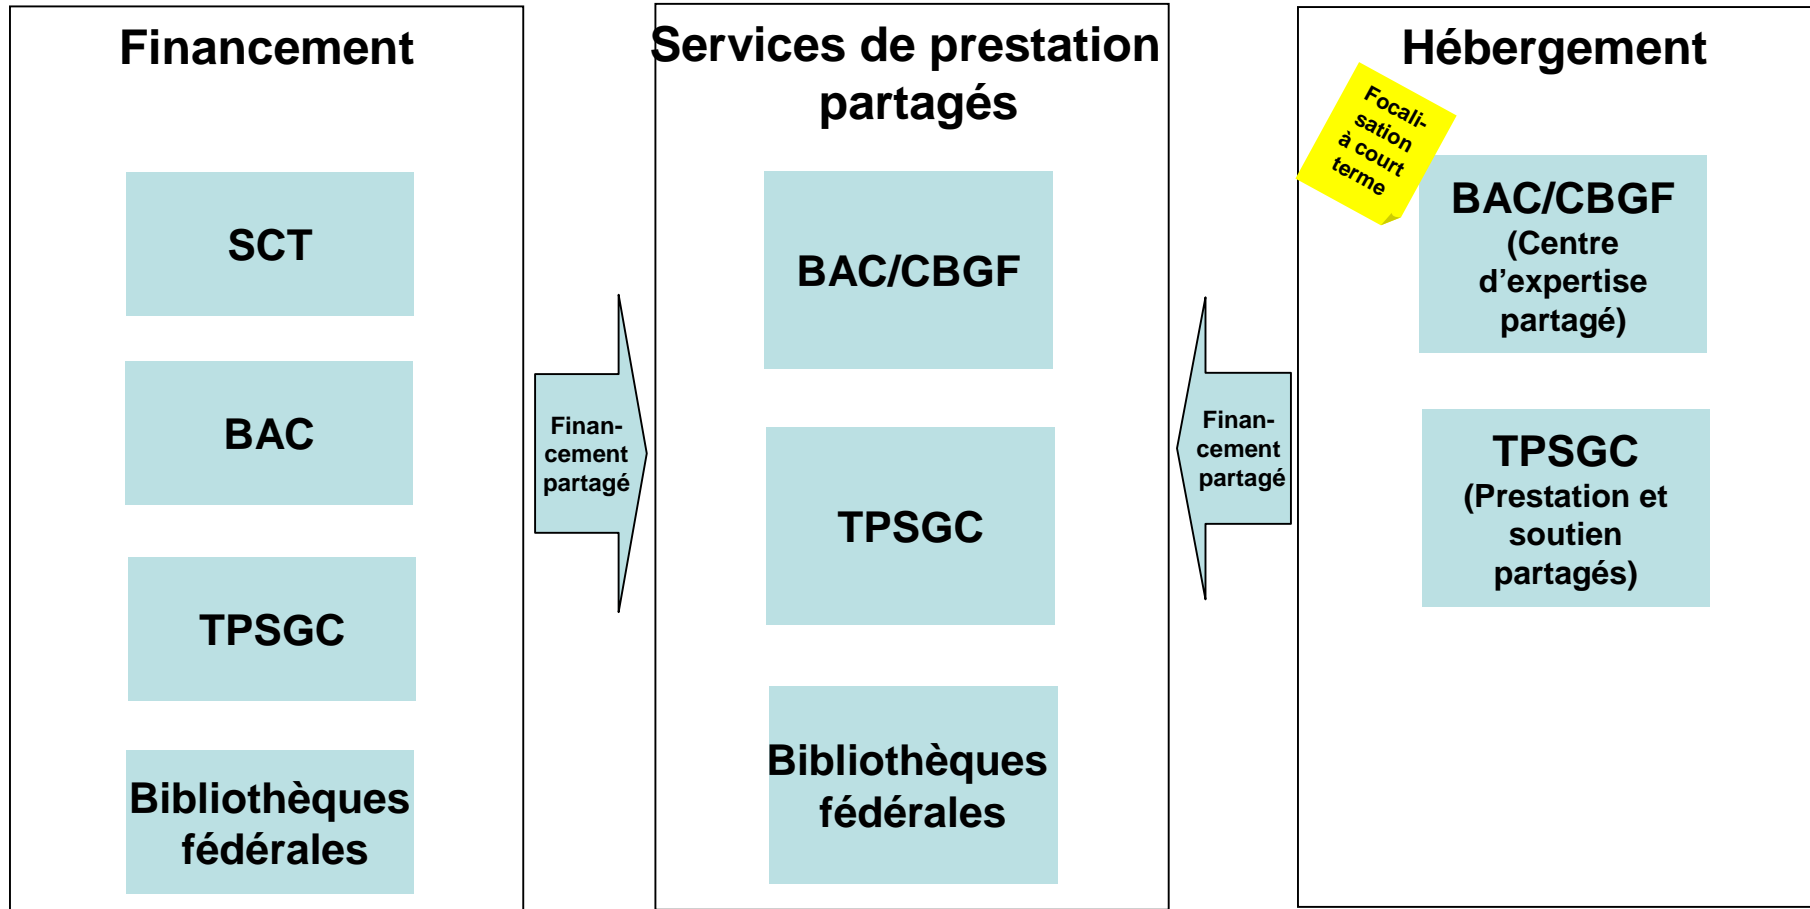 Financement
SCT
BAC
TPSGC
Bibliothèques
fédérales
Finan-
cement
partagé
Services de prestation
partagés
BAC/CBGF
TPSGC
Bibliothèques
fédérales
Finan-
cement
partagé
Hébergement
Focali-
sation
à court
terme
BAC/CBGF
(Centre
d’expertise
partagé)
TPSGC
(Prestation et
soutien
partagés)